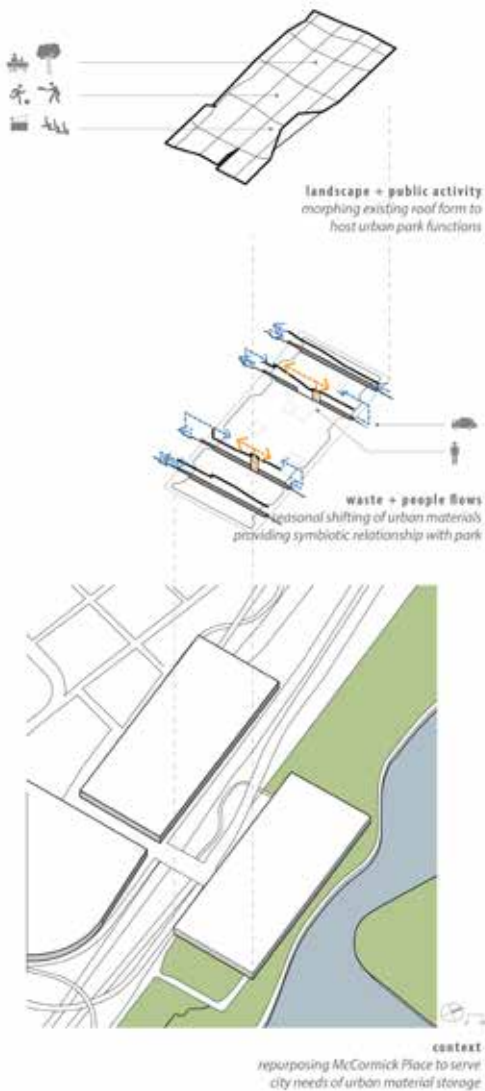 landscape + public activity
morphing existing roof form to
host urban park functions
waste + people flows
seasonal shifting of urban materials
providing symbiotic relationship with park
context
repurposing McCormick Place to serve
city needs of urban material storage